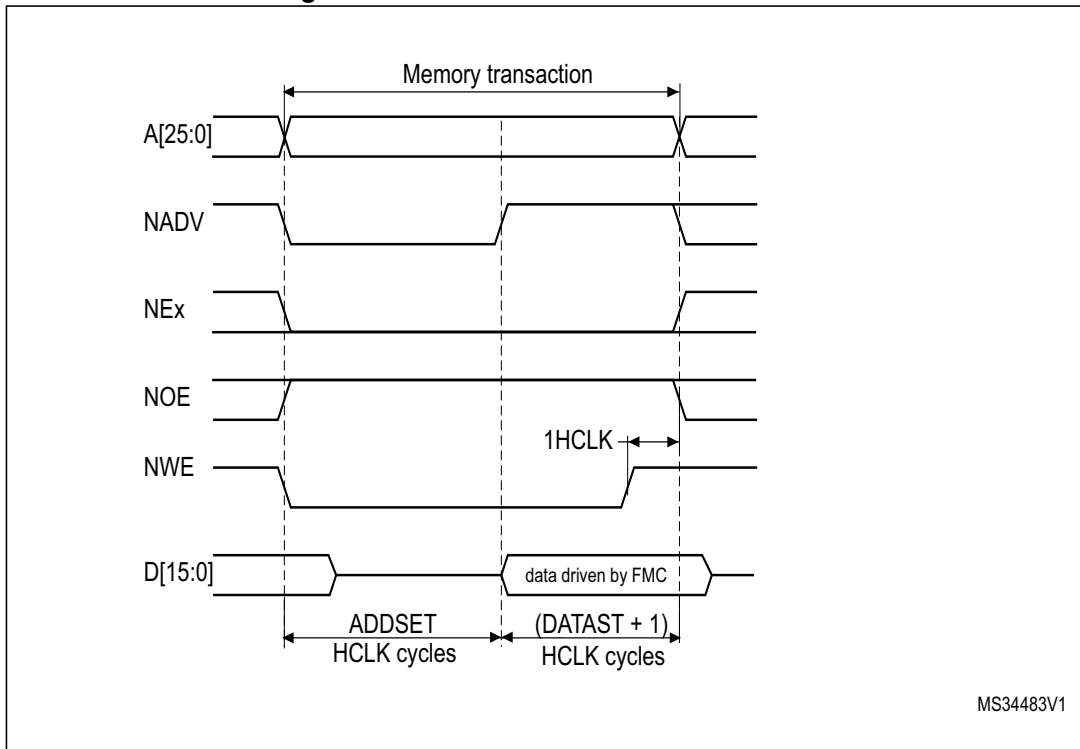 Memory transaction
A[25:0]
NADV
NEx
NOE
1HCLK
NWE
D[15:0]
data driven by FMC
ADDSET (DATAST + 1)
HCLK cycles HCLK cycles
MS34483V1